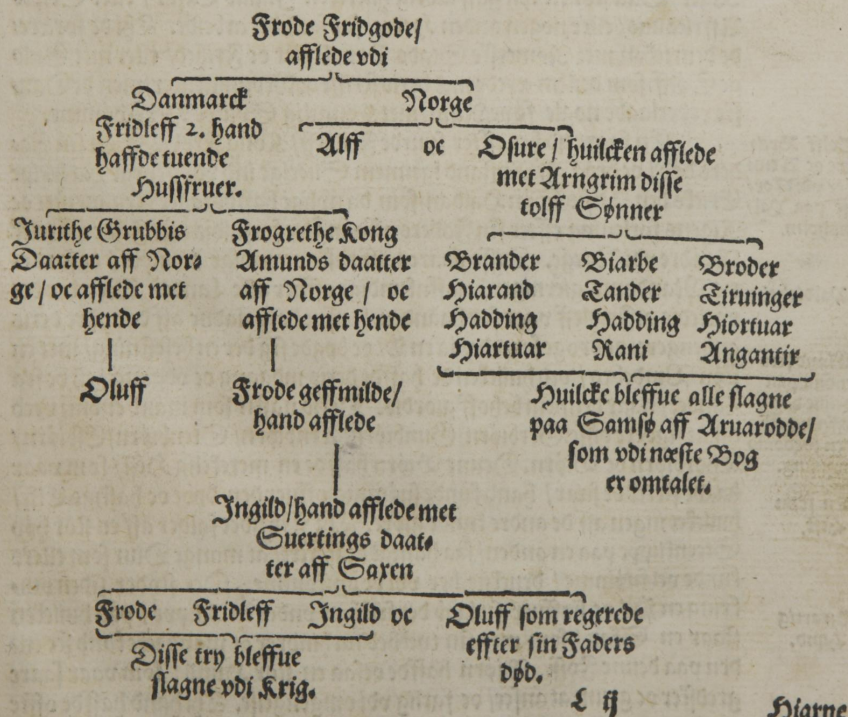 Frode Fridgode/
afflede vdi
Danmarck
Fridleff 2. hand
haffde tuende
Hussfruer.
Norge
Alff oc Ofure / huilcken afflede
met Arngrim disse
tolff Sønner
Jurithe Grubbis
Daatter aff Nor-
ge / oc afflede met
hende
Oluff
Frogrethe Kong
Amunds daatter
aff Norge / oc
afflede met hende
Frode geffmilde/
hand afflede
Brander Biarbe Broder
Hiarand Tander Tiruinger
Hadding Hadding Hiortuar
Hiartuar Rani Angantir
Huilcke bleffue alle slagne
paa Samsø aff Aruarodde/
som vdi næste Bog
er omtalet.
Ingild/hand afflede met
Suertings daat-
ter aff Saxen
Frode Fridleff Ingild oc Oluff som regerede
effter sin Faders
død.
Disse try bleffue
slagne vdi Krig.
L ij
Hiarne